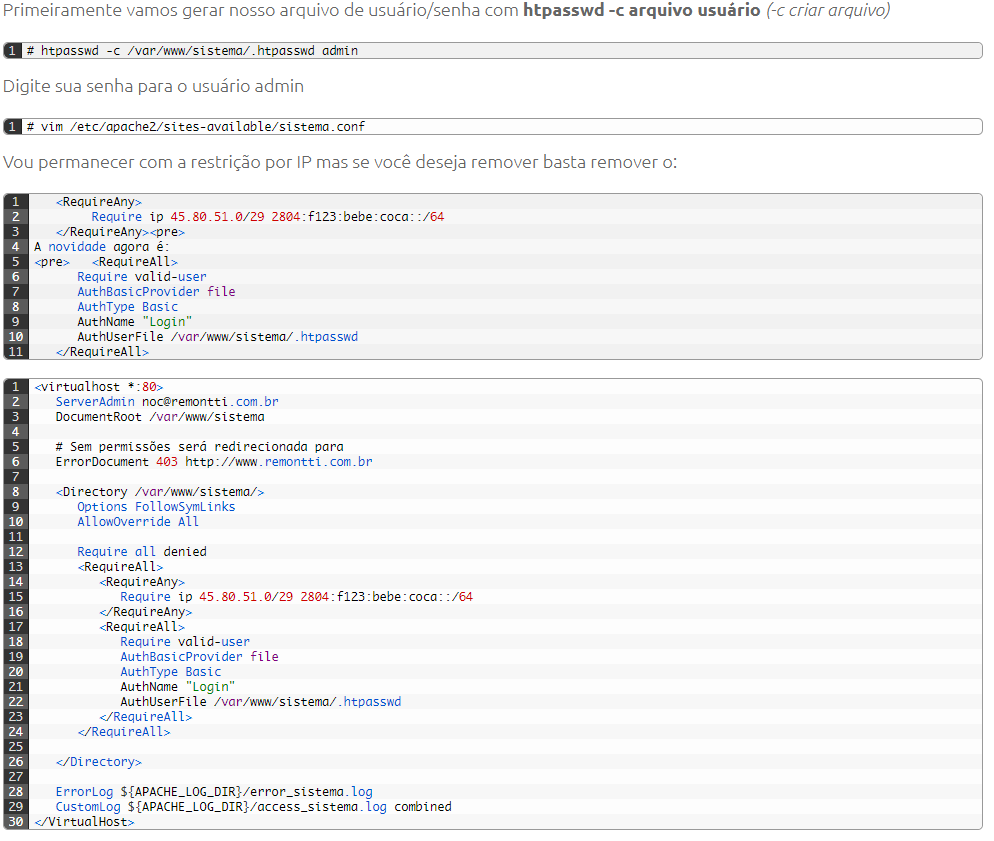 Primeiramente vamos gerar nosso arquivo de usuário/senha com htpasswd -c arquivo usuário (-c criar arquivo)
1 # htpasswd -c /var/www/sistema/.htpasswd admin
Digite sua senha para o usuário admin
1 # vim /etc/apache2/sites-available/sistema.conf
Vou permanecer com a restrição por IP mas se você deseja remover basta remover o:
1 <RequireAny>
2 Require ip 45.80.51.0/29 2804:f123:bebe:coca::/64
3 </RequireAny><pre>
4 A novidade agora é:
5 <pre> <RequireAll>
6 Require valid-user
7 AuthBasicProvider file
8 AuthType Basic
9 AuthName "Login"
10 AuthUserFile /var/www/sistema/.htpasswd
11 </RequireAll>
1 <virtualhost *:80>
2 ServerAdmin noc@remontti.com.br
3 DocumentRoot /var/www/sistema
4
5 # Sem permissões será redirecionada para
6 ErrorDocument 403 http://www.remontti.com.br
7
8 <Directory /var/www/sistema/>
9 Options FollowSymLinks
10 AllowOverride All
11
12 Require all denied
13 <RequireAll>
14 <RequireAny>
15 Require ip 45.80.51.0/29 2804:f123:bebe:coca::/64
16 </RequireAny>
17 <RequireAll>
18 Require valid-user
19 AuthBasicProvider file
20 AuthType Basic
21 AuthName "Login"
22 AuthUserFile /var/www/sistema/.htpasswd
23 </RequireAll>
24 </RequireAll>
25
26 </Directory>
27
28 ErrorLog ${APACHE_LOG_DIR}/error_sistema.log
29 CustomLog ${APACHE_LOG_DIR}/access_sistema.log combined
30 </VirtualHost>